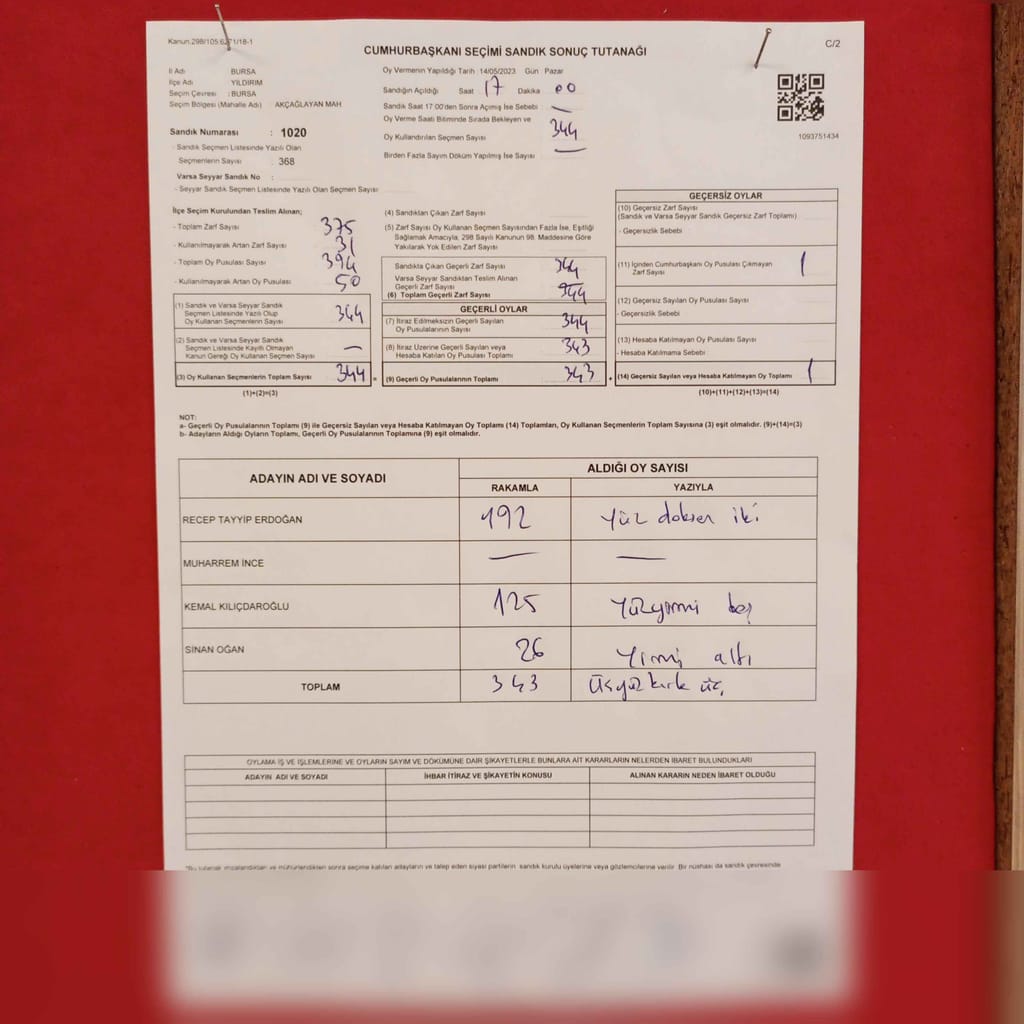 Kanun.298/105:6271/18-1
CUMHURBAŞKANI SEÇİMİ SANDIK SONUÇ TUTANAĞI
C/2
İl Adı BURSA
İlçe Adı YILDIRIM
Seçim Çevresi : BURSA
Seçim Bölgesi (Mahalle Adı) AKÇAĞLAYAN MAH
Sandık Numarası : 1020
- Sandık Seçmen Listesinde Yazılı Olan
Seçmenlerin Sayısı : 368
Varsa Seyyar Sandık No :
- Seyyar Sandık Seçmen Listesinde Yazılı Olan Seçmen Sayısı
Oy Vermenin Yapıldığı Tarih 14/05/2023 Gün Pazar
Sandığın Açıldığı Saat 17 Dakika 00
Sandık Saat 17:00'den Sonra Açımış İse Sebebi —
Oy Verme Saati Bitiminde Sırada Bekleyen ve
Oy Kullandırılan Seçmen Sayısı 344
Birden Fazla Sayım Döküm Yapılmış İse Sayısı —
1093751434
İlçe Seçim Kurulundan Teslim Alınan;
- Toplam Zarf Sayısı 375
- Kullanılmayarak Artan Zarf Sayısı 31
- Toplam Oy Pusulası Sayısı 394
- Kullanılmayarak Artan Oy Pusulası 50
(1) Sandık ve Varsa Seyyar Sandık
Seçmen Listesinde Yazılı Olup
Oy Kullanan Seçmenlerin Sayısı 344
(2) Sandık ve Varsa Seyyar Sandık
Seçmen Listesinde Kayıtlı Olmayan
Kanun Gereği Oy Kullanan Seçmen Sayısı —
(3) Oy Kullanan Seçmenlerin Toplam Sayısı 344 =
(1)+(2)=(3)
(4) Sandıktan Çıkan Zarf Sayısı
(5) Zarf Sayısı Oy Kullanan Seçmen Sayısından Fazla İse, Eşitliği
Sağlamak Amacıyla, 298 Sayılı Kanunun 98. Maddesine Göre
Yakılarak Yok Edilen Zarf Sayısı
Sandıkta Çıkan Geçerli Zarf Sayısı 344
Varsa Seyyar Sandıktan Teslim Alınan
Geçerli Zarf Sayısı —
(6) Toplam Geçerli Zarf Sayısı 344
GEÇERLİ OYLAR
(7) İtiraz Edilmeksizin Geçerli Sayılan
Oy Pusulalarının Sayısı 344
(8) İtiraz Üzerine Geçerli Sayılan veya
Hesaba Katılan Oy Pusulası Toplamı 343
(9) Geçerli Oy Pusulalarının Toplamı 343 +
GEÇERSİZ OYLAR
(10) Geçersiz Zarf Sayısı
(Sandık ve Varsa Seyyar Sandık Geçersiz Zarf Toplamı)
- Geçersizlik Sebebi
(11) İçinden Cumhurbaşkanı Oy Pusulası Çıkmayan
Zarf Sayısı 1
(12) Geçersiz Sayılan Oy Pusulası Sayısı
- Geçersizlik Sebebi
(13) Hesaba Katılmayan Oy Pusulası Sayısı
- Hesaba Katılmama Sebebi
(14) Geçersiz Sayılan veya Hesaba Katılmayan Oy Toplamı 1
(10)+(11)+(12)+(13)=(14)
NOT:
a- Geçerli Oy Pusulalarının Toplamı (9) ile Geçersiz Sayılan veya Hesaba Katılmayan Oy Toplamı (14) Toplamları, Oy Kullanan Seçmenlerin Toplam Sayısına (3) eşit olmalıdır. (9)+(14)=(3)
b- Adayların Aldığı Oyların Toplamı, Geçerli Oy Pusulalarının Toplamına (9) eşit olmalıdır.
ADAYIN ADI VE SOYADI ALDIĞI OY SAYISI
RAKAMLA YAZIYLA
RECEP TAYYİP ERDOĞAN 192 Yüz doksan iki
MUHARREM İNCE — —
KEMAL KILIÇDAROĞLU 125 Yüzyirmi beş
SİNAN OĞAN 26 Yirmi altı
TOPLAM 343 Üçyüzkırk üç
OYLAMA İŞ VE İŞLEMLERİNE VE OYLARIN SAYIM VE DÖKÜMÜNE DAİR ŞİKAYETLERLE BUNLARA AİT KARARLARIN NELERDEN İBARET BULUNDUKLARI
ADAYIN ADI VE SOYADI İHBAR İTİRAZ VE ŞİKAYETİN KONUSU ALINAN KARARIN NEDEN İBARET OLDUĞU
*Bu tutanak imzalandıktan ve mühürlendikten sonra seçime katılan adayların ve talep eden siyasi partilerin sandık kurulu üyelerine veya gözlemcilerine verilir. Bir nüshası da sandık çevresinde